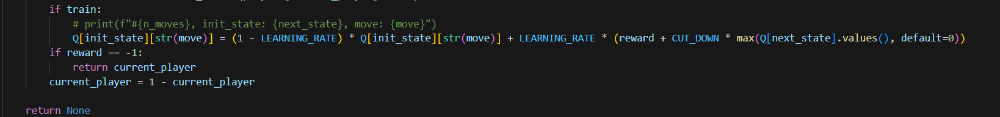 if train:
# print(f"#{n_moves}, init_state: {next_state}, move: {move}")
Q[init_state][str(move)] = (1 - LEARNING_RATE) * Q[init_state][str(move)] + LEARNING_RATE * (reward + CUT_DOWN * max(Q[next_state].values(), default=0))
if reward == -1:
return current_player
current_player = 1 - current_player
return None